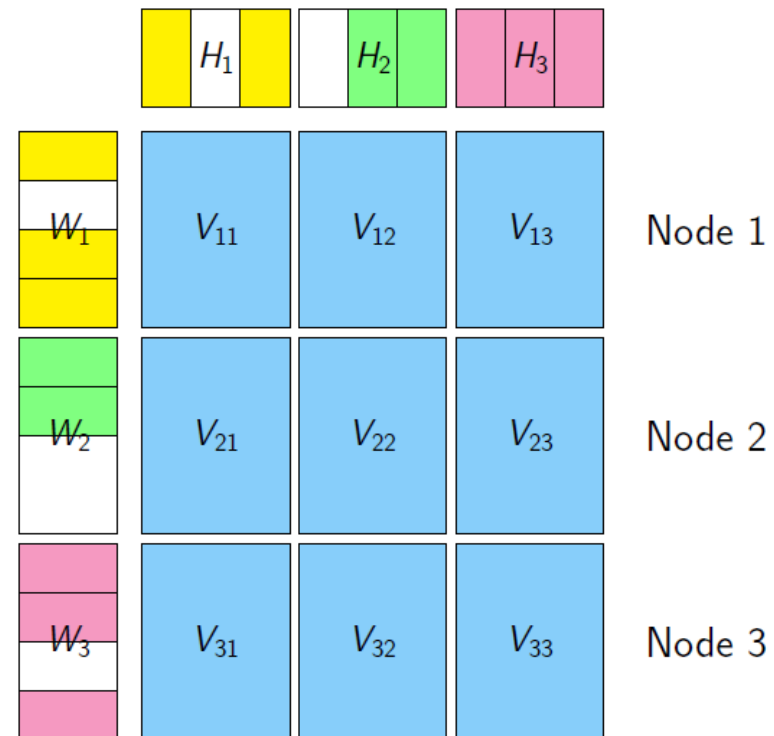 H₁ H₂ H₃
W₁ V₁₁ V₁₂ V₁₃ Node 1
W₂ V₂₁ V₂₂ V₂₃ Node 2
W₃ V₃₁ V₃₂ V₃₃ Node 3